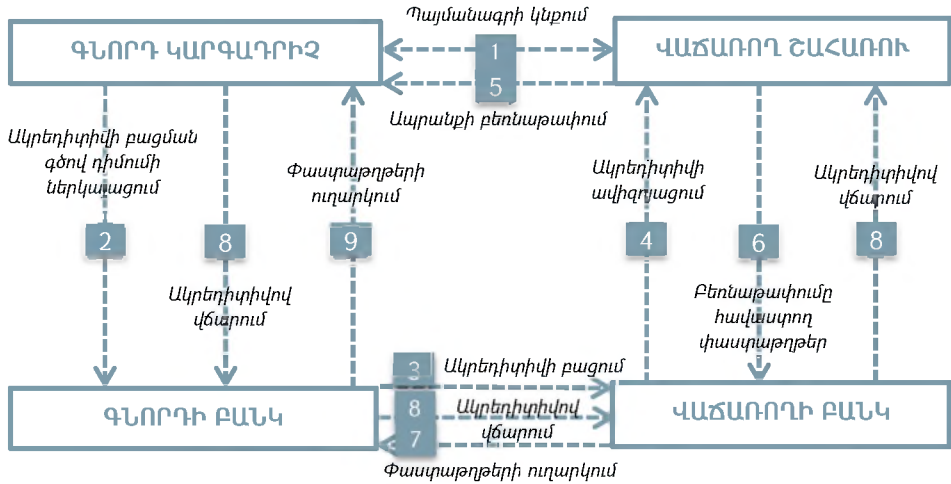 Պայմանագրի կնքում
ԳՆՈՐԴ ԿԱՐԳԱԴՐԻՉ
1
ՎԱՃԱՌՈՂ ՇԱՀԱՌՈՒ
5
Ապրանքի բեռնաթափում
Ակրեդիտիվի բացման
գծով դիմումի
ներկայացում
Փաստաթղթերի
ուղարկում
Ակրեդիտիվի
ավիզոյացում
Ակրեդիտիվով
վճարում
2
8
9
4
6
8
Ակրեդիտիվով
վճարում
Բեռնաթափումը
հավաստող
փաստաթղթեր
3
Ակրեդիտիվի բացում
ԳՆՈՐԴԻ ԲԱՆԿ
8
Ակրեդիտիվով
վճարում
ՎԱՃԱՌՈՂԻ ԲԱՆԿ
7
Փաստաթղթերի ուղարկում